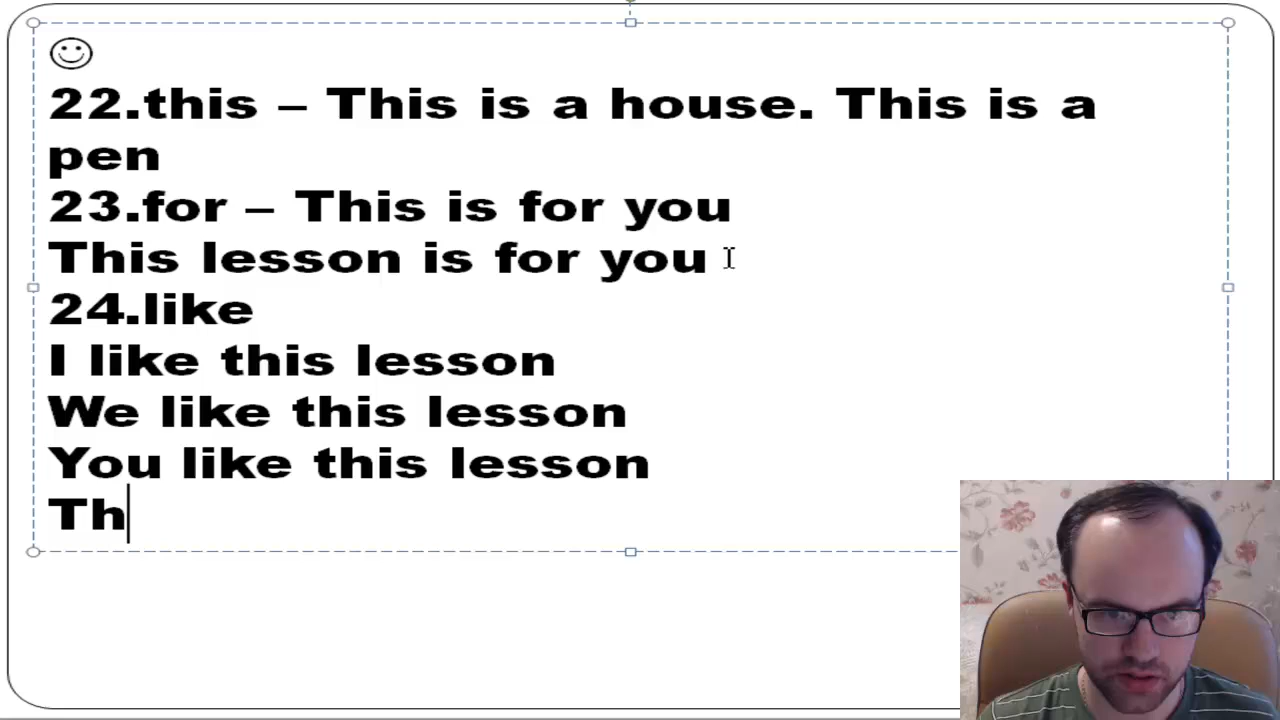 ☺
22.this – This is a house. This is a
pen
23.for – This is for you
This lesson is for you
24.like
I like this lesson
We like this lesson
You like this lesson
Th